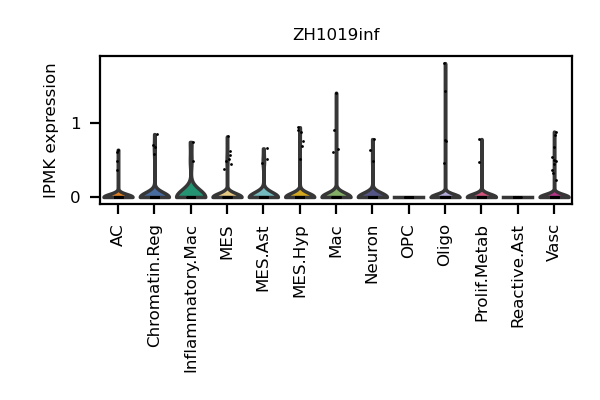 ZH1019inf
IPMK expression
1
0
AC
Chromatin.Reg
Inflammatory.Mac
MES
MES.Ast
MES.Hyp
Mac
Neuron
OPC
Oligo
Prolif.Metab
Reactive.Ast
Vasc